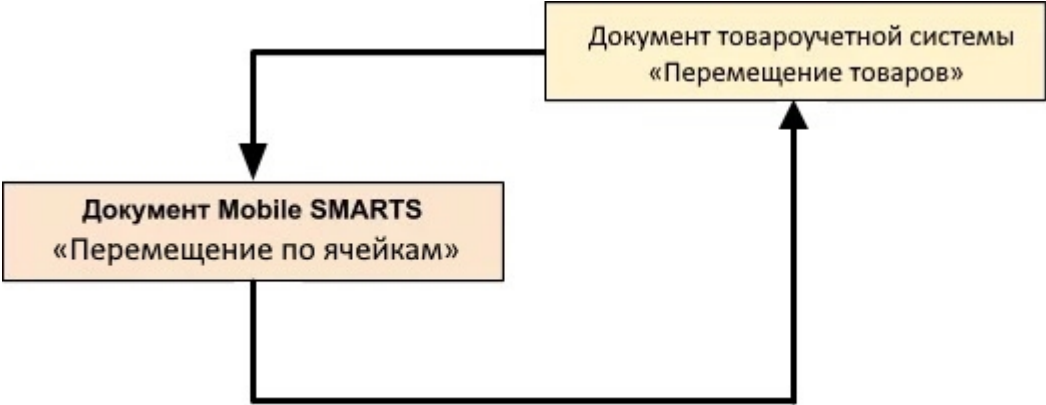 Документ товароучетной системы
«Перемещение товаров»
Документ Mobile SMARTS
«Перемещение по ячейкам»